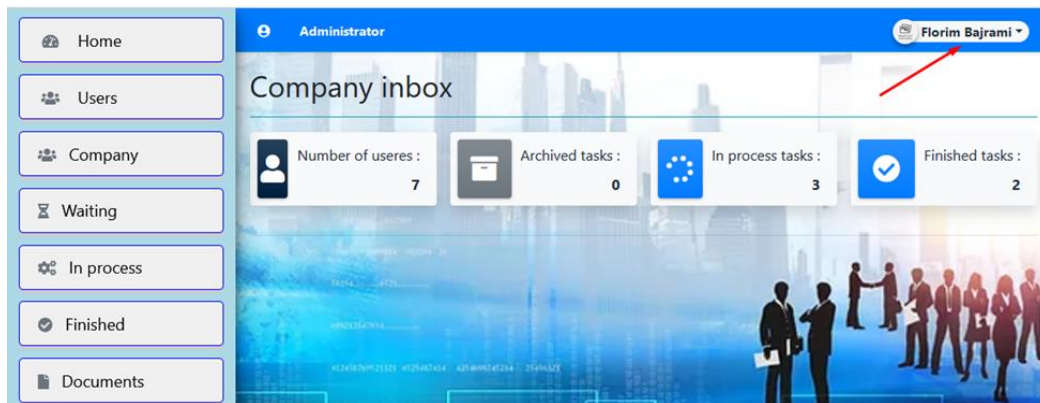 Home
Users
Company
Waiting
In process
Finished
Documents
Administrator
Florim Bajrami
Company inbox
Number of useres :
7
Archived tasks :
0
In process tasks :
3
Finished tasks :
2